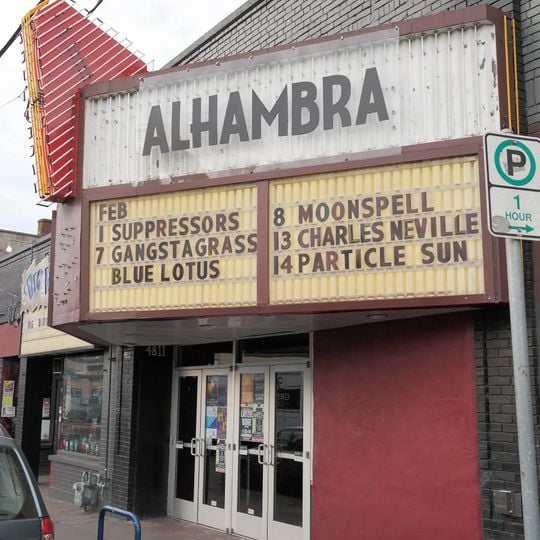 ALHAMBRA
FEB
1 SUPPRESSORS
7 GANGSTAGRASS
BLUE LOTUS
8 MOONSPELL
13 CHARLES NEVILLE
14 PARTICLE SUN
P
1
HOUR
4811